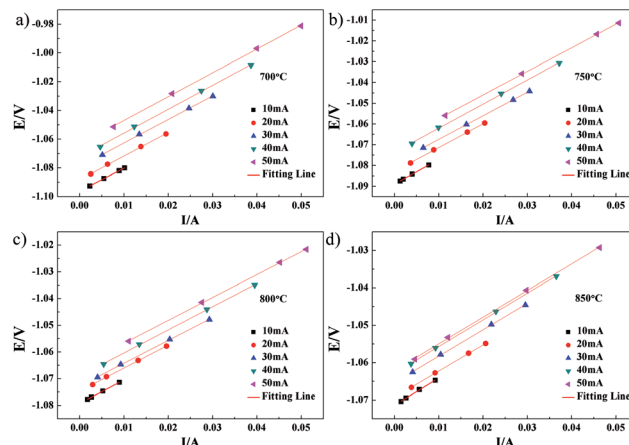 a)
-0.98
-1.00
-1.02
-1.04
-1.06
-1.08
-1.10
E/V
700°C
10mA
20mA
30mA
40mA
50mA
Fitting Line
0.00 0.01 0.02 0.03 0.04 0.05
I/A
b)
-1.01
-1.02
-1.03
-1.04
-1.05
-1.06
-1.07
-1.08
-1.09
E/V
750°C
10mA
20mA
30mA
40mA
50mA
Fitting Line
0.00 0.01 0.02 0.03 0.04 0.05
I/A
c)
-1.02
-1.03
-1.04
-1.05
-1.06
-1.07
-1.08
E/V
800°C
10mA
20mA
30mA
40mA
50mA
Fitting Line
0.00 0.01 0.02 0.03 0.04 0.05
I/A
d)
-1.03
-1.04
-1.05
-1.06
-1.07
E/V
850°C
10mA
20mA
30mA
40mA
50mA
Fitting Line
0.00 0.01 0.02 0.03 0.04 0.05
I/A